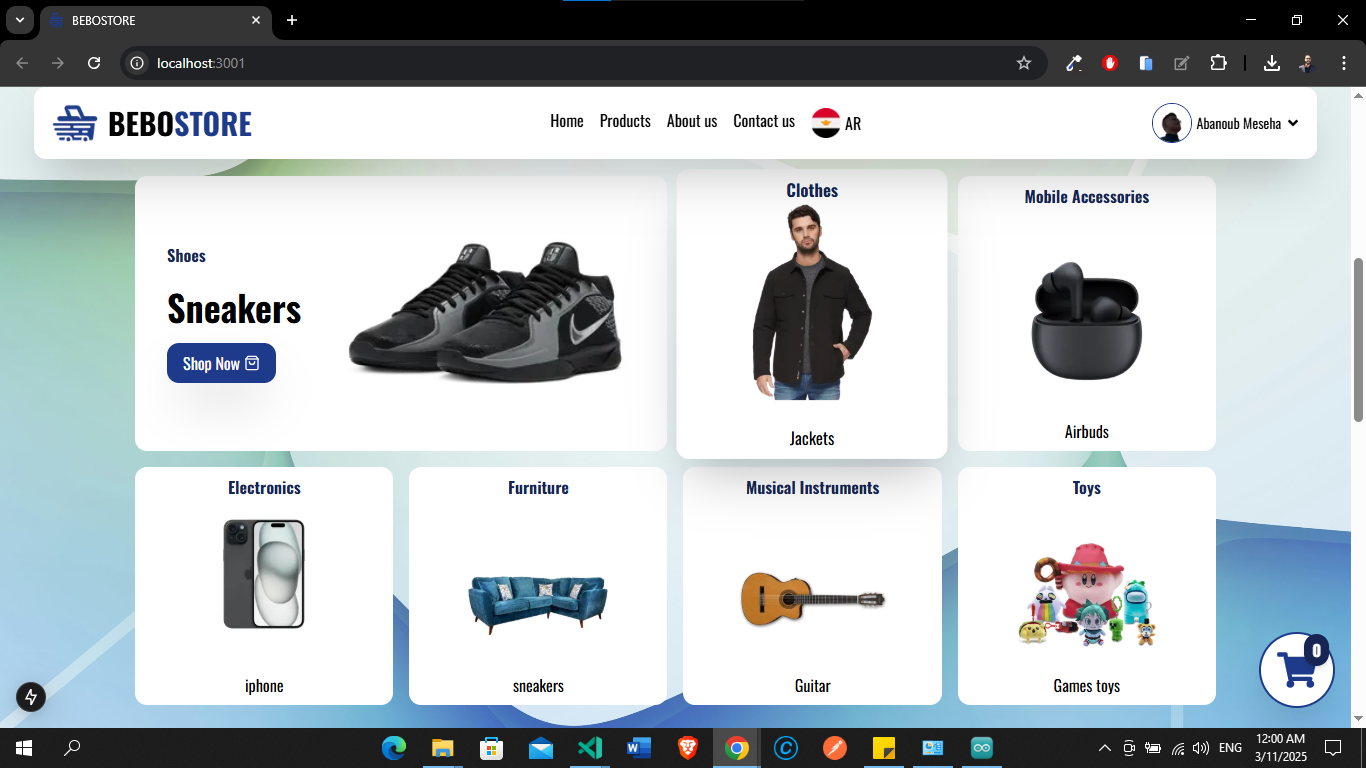 BEBOSTORE
localhost:3001
BEBOSTORE
Home Products About us Contact us AR
Abanoub Meseha
Shoes
Sneakers
Shop Now
Clothes
Jackets
Mobile Accessories
Airbuds
Electronics
iphone
Furniture
sneakers
Musical Instruments
Guitar
Toys
Games toys
0
ENG
12:00 AM
3/11/2025